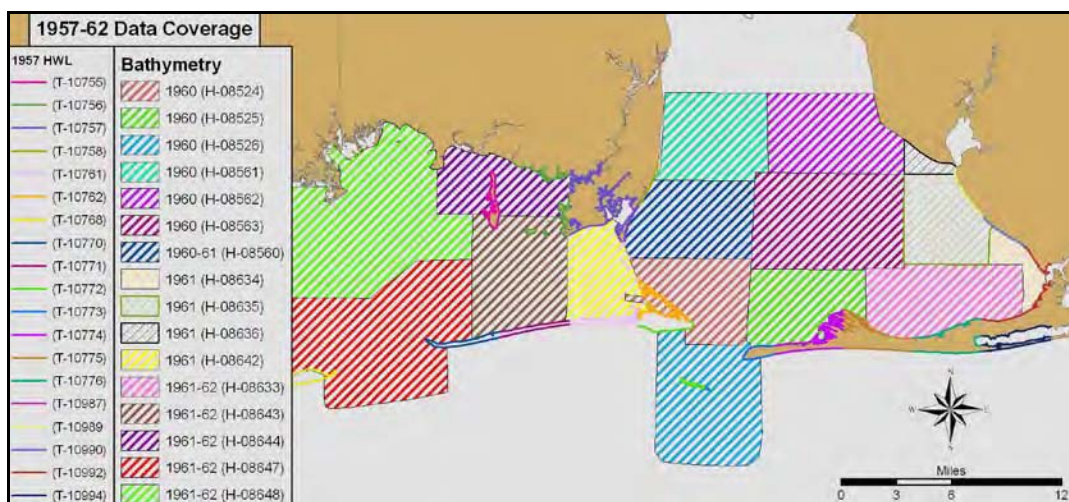 1957-62 Data Coverage
1957 HWL
(T-10755)
(T-10756)
(T-10757)
(T-10758)
(T-10761)
(T-10762)
(T-10768)
(T-10770)
(T-10771)
(T-10772)
(T-10773)
(T-10774)
(T-10775)
(T-10776)
(T-10987)
(T-10989
(T-10990)
(T-10992)
(T-10994)
Bathymetry
1960 (H-08524)
1960 (H-08525)
1960 (H-08526)
1960 (H-08561)
1960 (H-08562)
1960 (H-08563)
1960-61 (H-08560)
1961 (H-08634)
1961 (H-08635)
1961 (H-08636)
1961 (H-08642)
1961-62 (H-08633)
1961-62 (H-08643)
1961-62 (H-08644)
1961-62 (H-08647)
1961-62 (H-08648)
N
W E
S
Miles
0 3 6 12